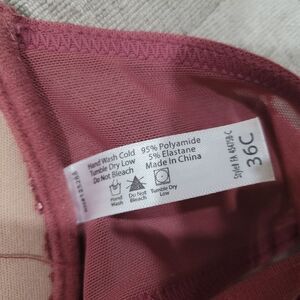 Hand Wash Cold
Tumble Dry Low
Do Not Bleach
Hand
Wash
Do Not
Bleach
Tumble Dry
Low
95% Polyamide
5% Elastane
Made In China
36C